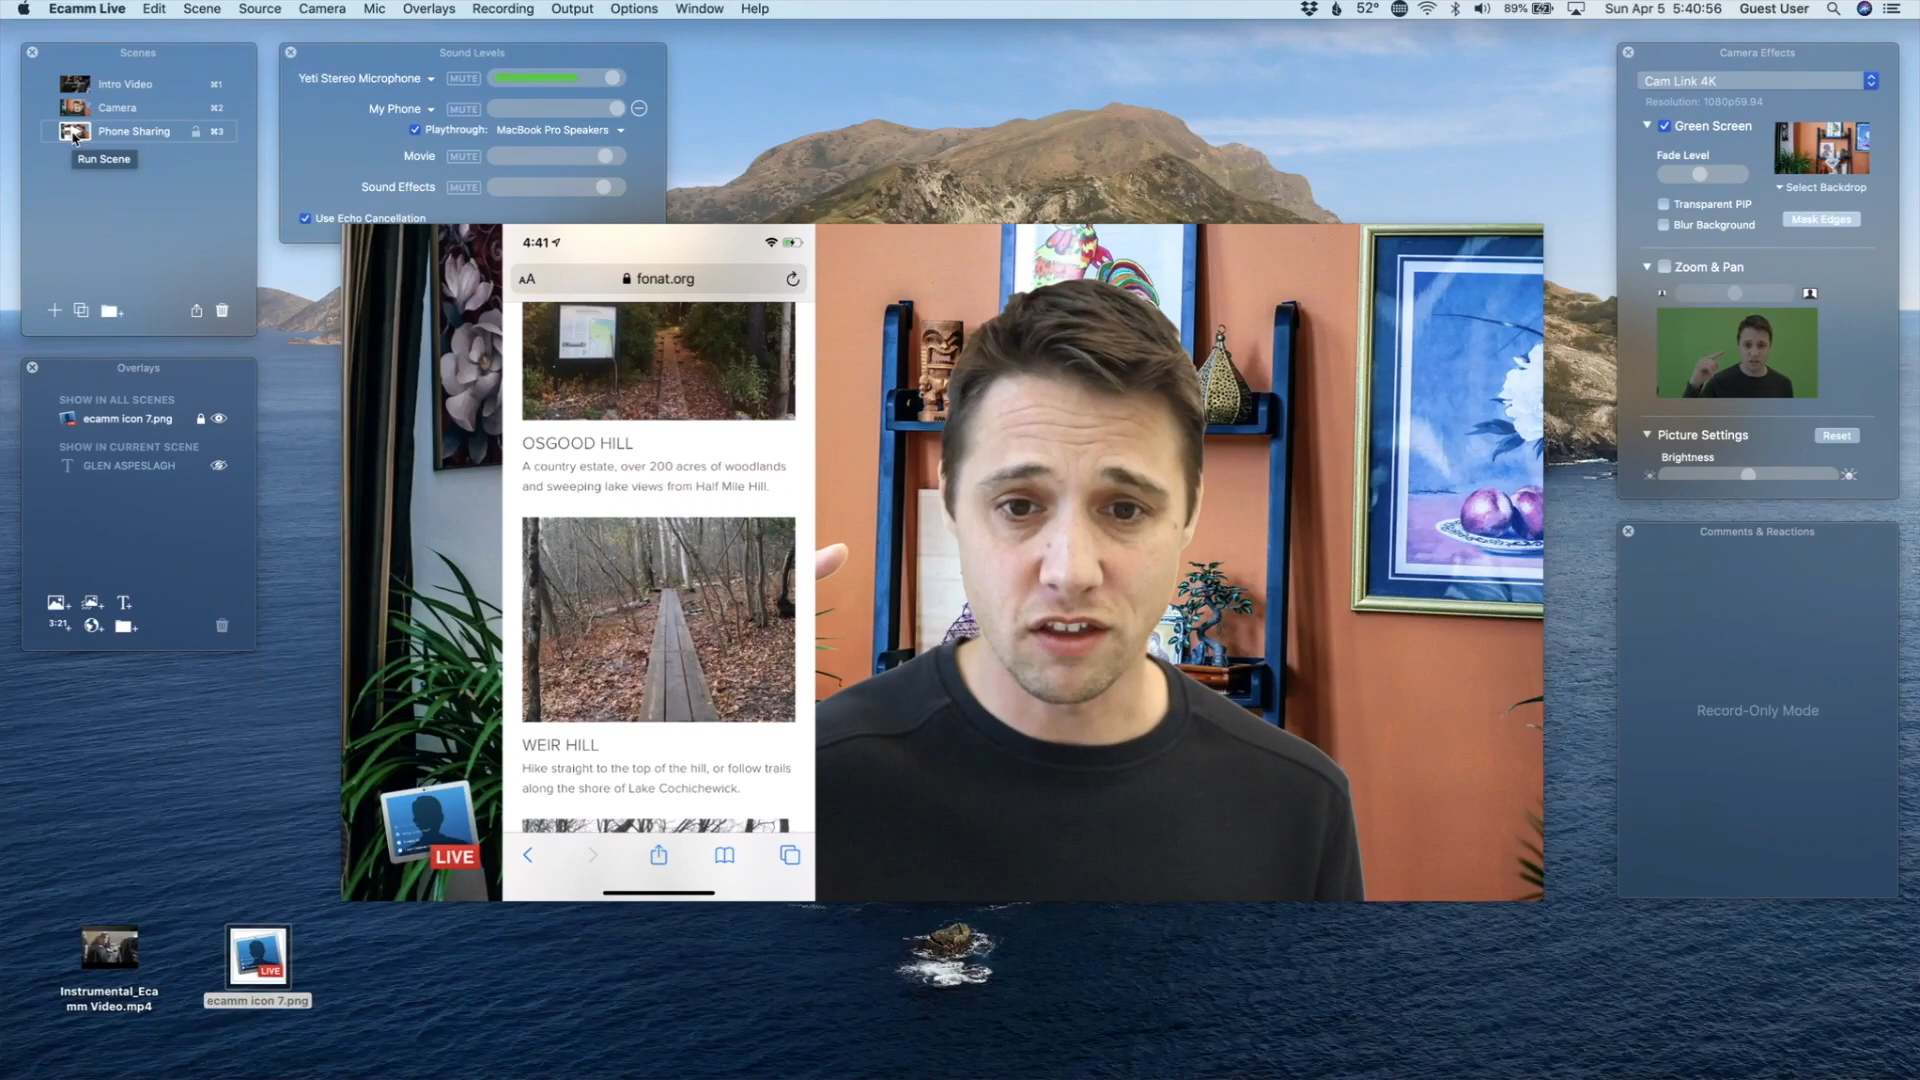 Ecamm Live Edit Scene Source Camera Mic Overlays Recording Output Options Window Help
52° 89% Sun Apr 5 5:40:56 Guest User
Scenes
Intro Video ⌘1
Camera ⌘2
Phone Sharing ⌘3
Run Scene
Sound Levels
Yeti Stereo Microphone MUTE
My Phone MUTE
Playthrough: MacBook Pro Speakers
Movie MUTE
Sound Effects MUTE
Use Echo Cancellation
Camera Effects
Cam Link 4K
Resolution: 1080p59.94
Green Screen
Fade Level
Select Backdrop
Transparent PIP
Blur Background
Mask Edges
Zoom & Pan
Picture Settings Reset
Brightness
Overlays
SHOW IN ALL SCENES
ecamm icon 7.png
SHOW IN CURRENT SCENE
GLEN ASPESLAGH
3:21
Comments & Reactions
Record-Only Mode
4:41
AA fonat.org
OSGOOD HILL
A country estate, over 200 acres of woodlands
and sweeping lake views from Half Mile Hill.
WEIR HILL
Hike straight to the top of the hill, or follow trails
along the shore of Lake Cochichewick.
LIVE
LIVE
Instrumental_Eca
mm Video.mp4
ecamm icon 7.png